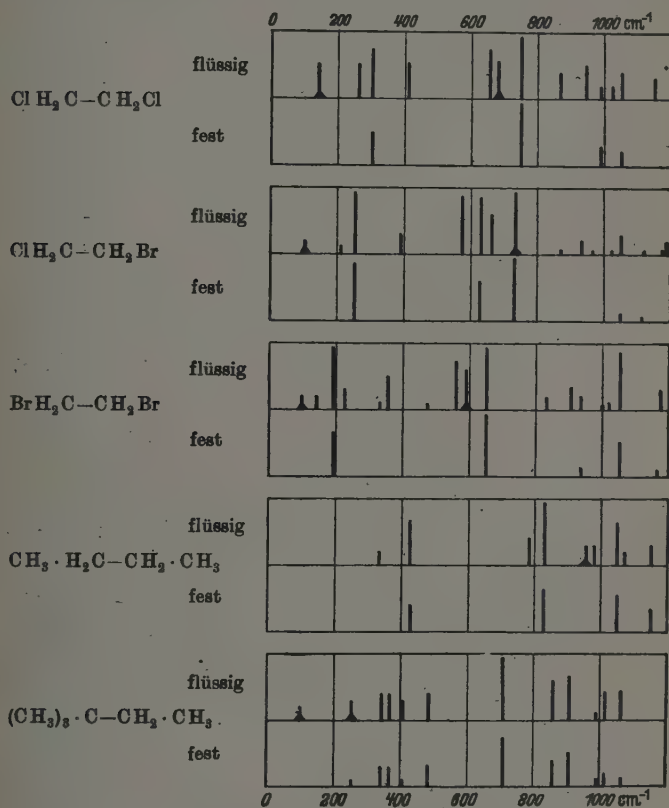 0 200 400 600 800 1000 cm⁻¹
flüssig
Cl H₂C—CH₂Cl
fest
flüssig
ClH₂C—CH₂Br
fest
flüssig
BrH₂C—CH₂Br
fest
flüssig
CH₃ · H₂C—CH₂ · CH₃
fest
flüssig
(CH₃)₃ · C—CH₂ · CH₃
fest
0 200 400 600 800 1000 cm⁻¹